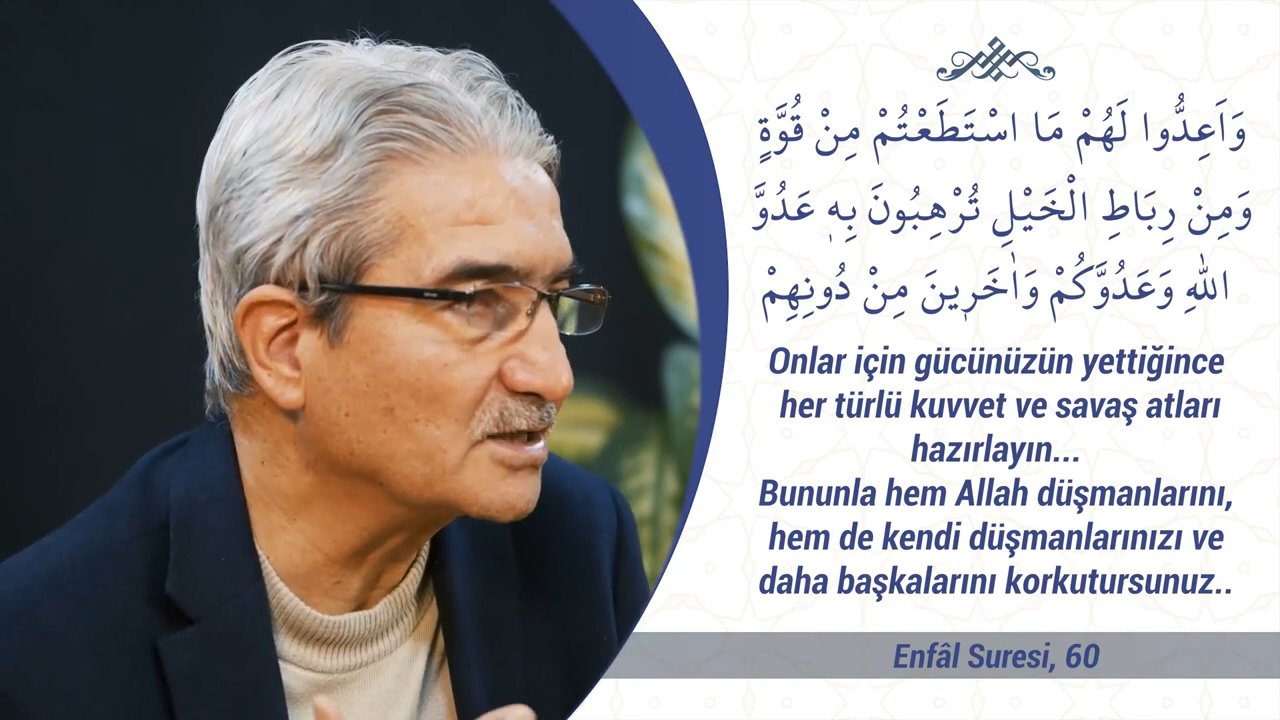 وَاَعِدُّوا لَهُمْ مَا اسْتَطَعْتُمْ مِنْ قُوَّةٍ
وَمِنْ رِبَاطِ الْخَيْلِ تُرْهِبُونَ بِه۪ عَدُوَّ
اللّٰهِ وَعَدُوَّكُمْ وَاٰخَر۪ينَ مِنْ دُونِهِمْ
Onlar için gücünüzün yettiğince
her türlü kuvvet ve savaş atları
hazırlayın...
Bununla hem Allah düşmanlarını,
hem de kendi düşmanlarınızı ve
daha başkalarını korkutursunuz..
Enfâl Suresi, 60